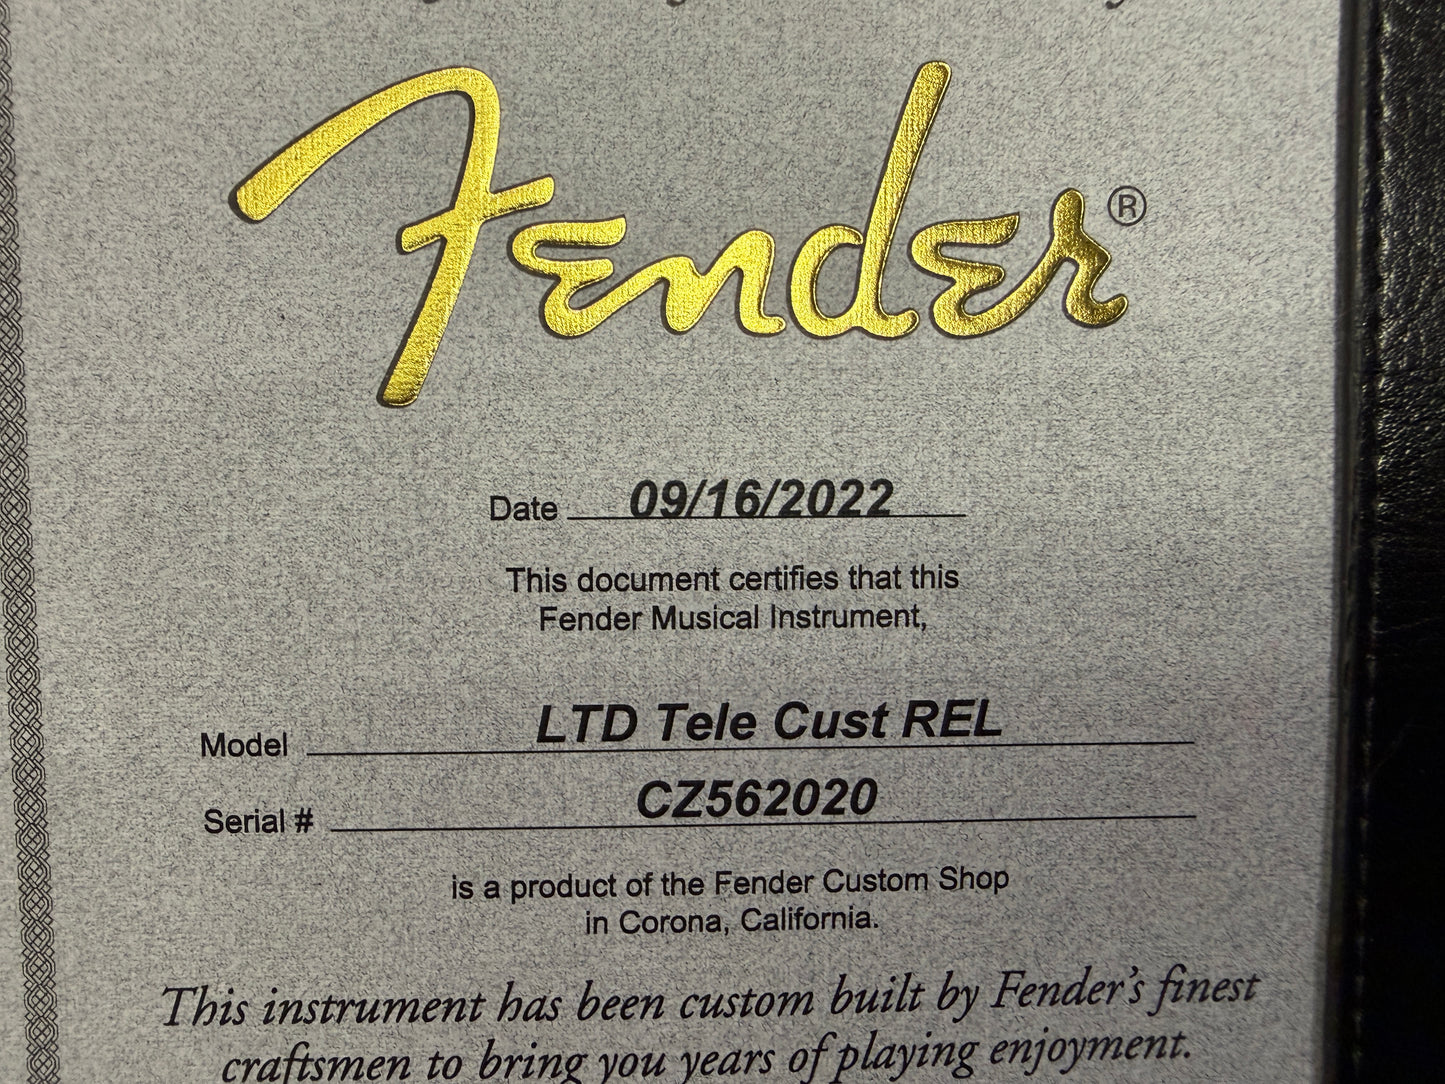 Fender®
Date 09/16/2022
This document certifies that this
Fender Musical Instrument,
Model LTD Tele Cust REL
Serial # CZ562020
is a product of the Fender Custom Shop
in Corona, California.
This instrument has been custom built by Fender's finest
craftsmen to bring you years of playing enjoyment.